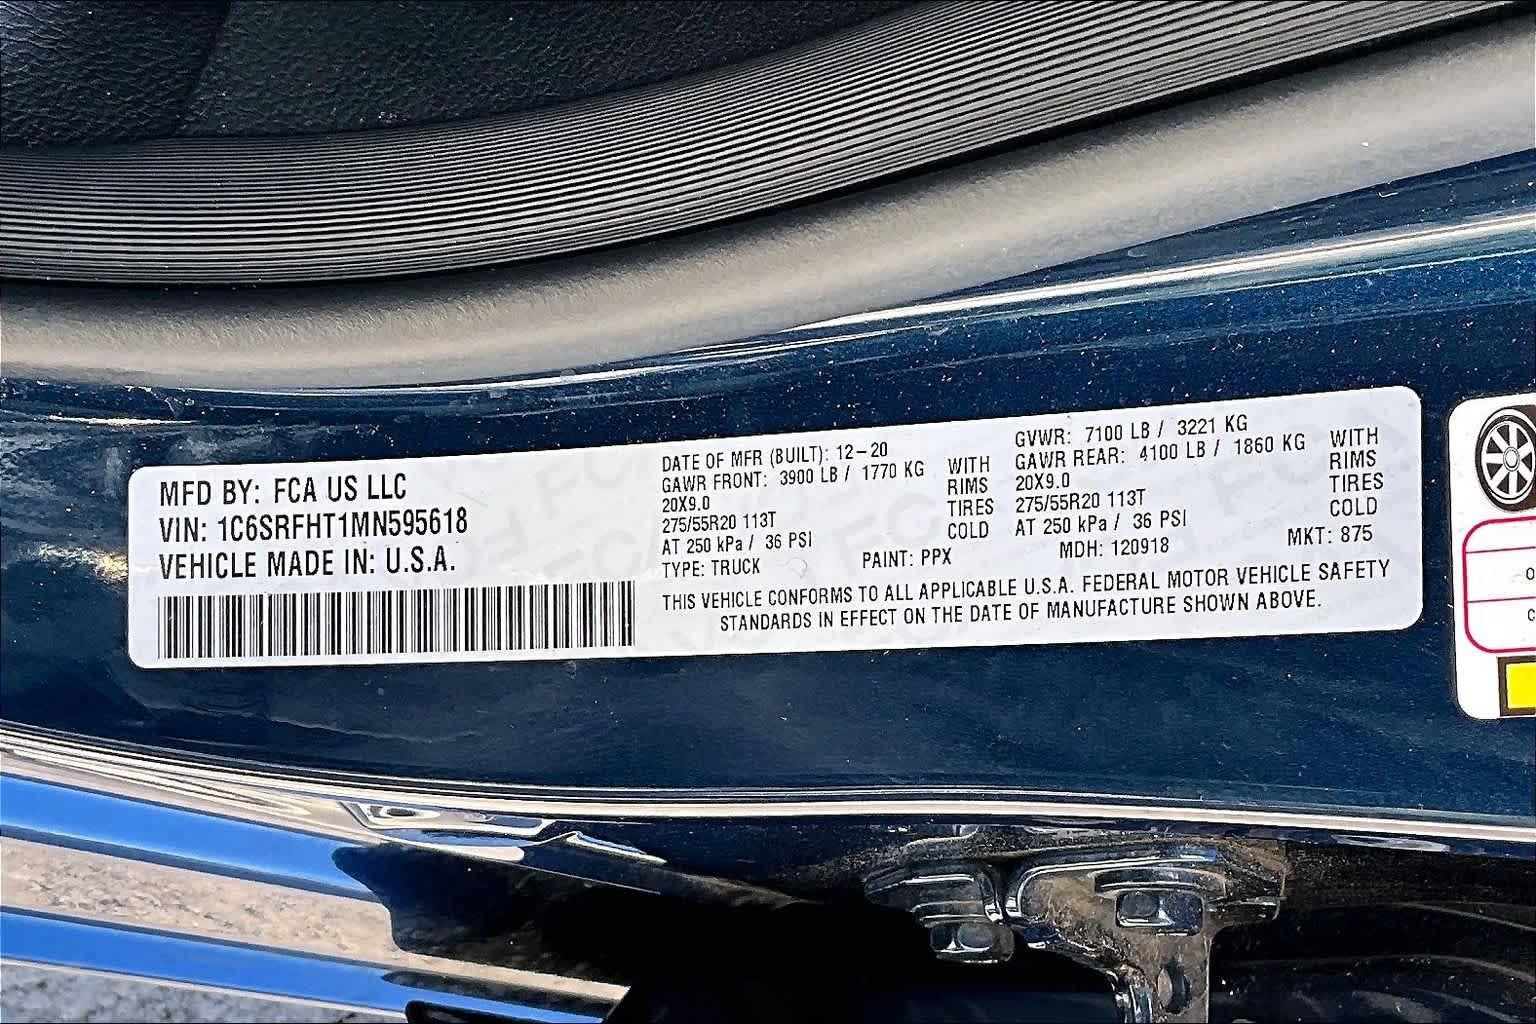 MFD BY: FCA US LLC
VIN: 1C6SRFHT1MN595618
VEHICLE MADE IN: U.S.A.
DATE OF MFR (BUILT): 12-20
GAWR FRONT: 3900 LB / 1770 KG WITH
20X9.0 RIMS
275/55R20 113T TIRES
AT 250 kPa / 36 PSI COLD
GVWR: 7100 LB / 3221 KG
GAWR REAR: 4100 LB / 1860 KG WITH
20X9.0 RIMS
275/55R20 113T TIRES
AT 250 kPa / 36 PSI COLD
TYPE: TRUCK PAINT: PPX MDH: 120918 MKT: 875
THIS VEHICLE CONFORMS TO ALL APPLICABLE U.S.A. FEDERAL MOTOR VEHICLE SAFETY
STANDARDS IN EFFECT ON THE DATE OF MANUFACTURE SHOWN ABOVE.